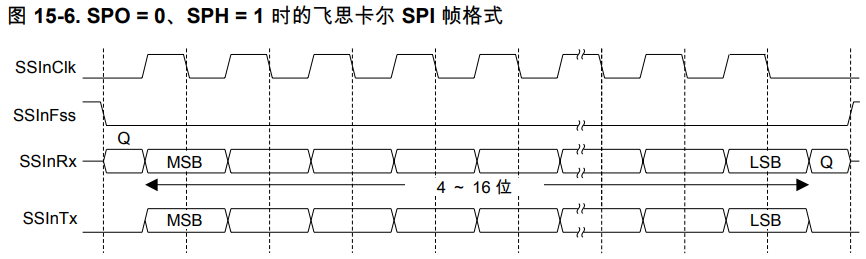 图 15-6. SPO = 0、SPH = 1 时的飞思卡尔 SPI 帧格式
SSInClk
SSInFss
Q
SSInRx MSB LSB Q
4 ~ 16 位
SSInTx MSB LSB